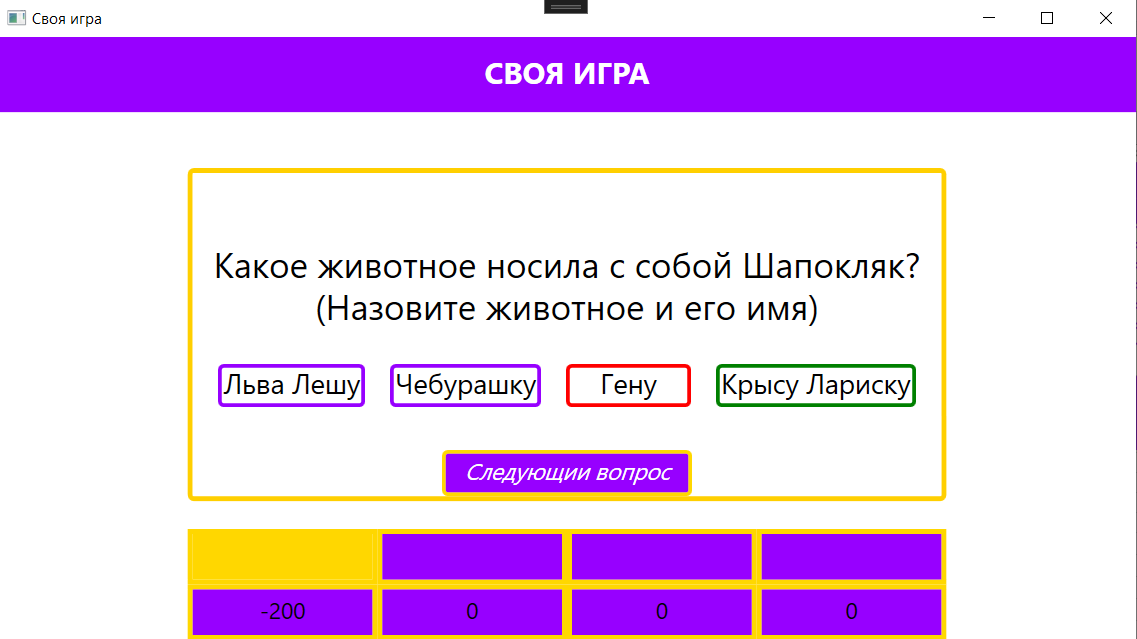 Своя игра
СВОЯ ИГРА
Какое животное носила с собой Шапокляк?
(Назовите животное и его имя)
Льва Лешу Чебурашку Гену Крысу Лариску
Следующии вопрос
-200 0 0 0